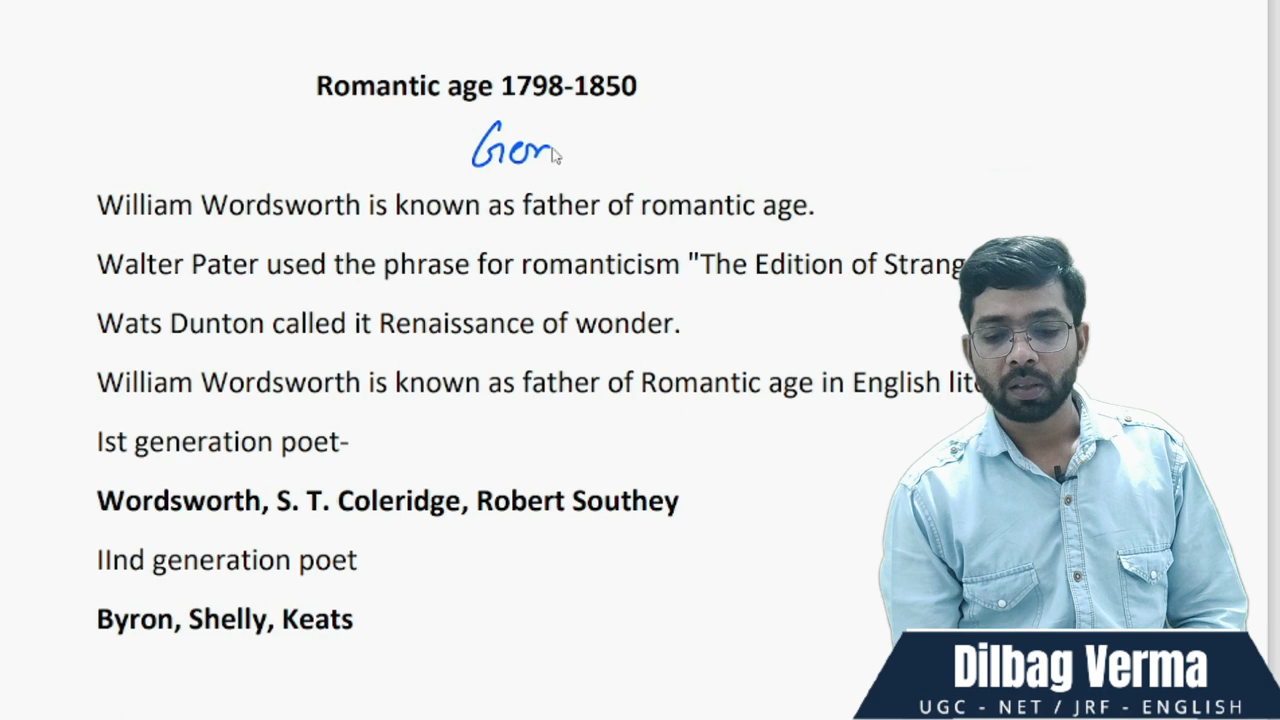 Romantic age 1798-1850
Geor
William Wordsworth is known as father of romantic age.
Walter Pater used the phrase for romanticism "The Edition of Strang
Wats Dunton called it Renaissance of wonder.
William Wordsworth is known as father of Romantic age in English lite
Ist generation poet-
Wordsworth, S. T. Coleridge, Robert Southey
IInd generation poet
Byron, Shelly, Keats
Dilbag Verma
UGC - NET / JRF - ENGLISH